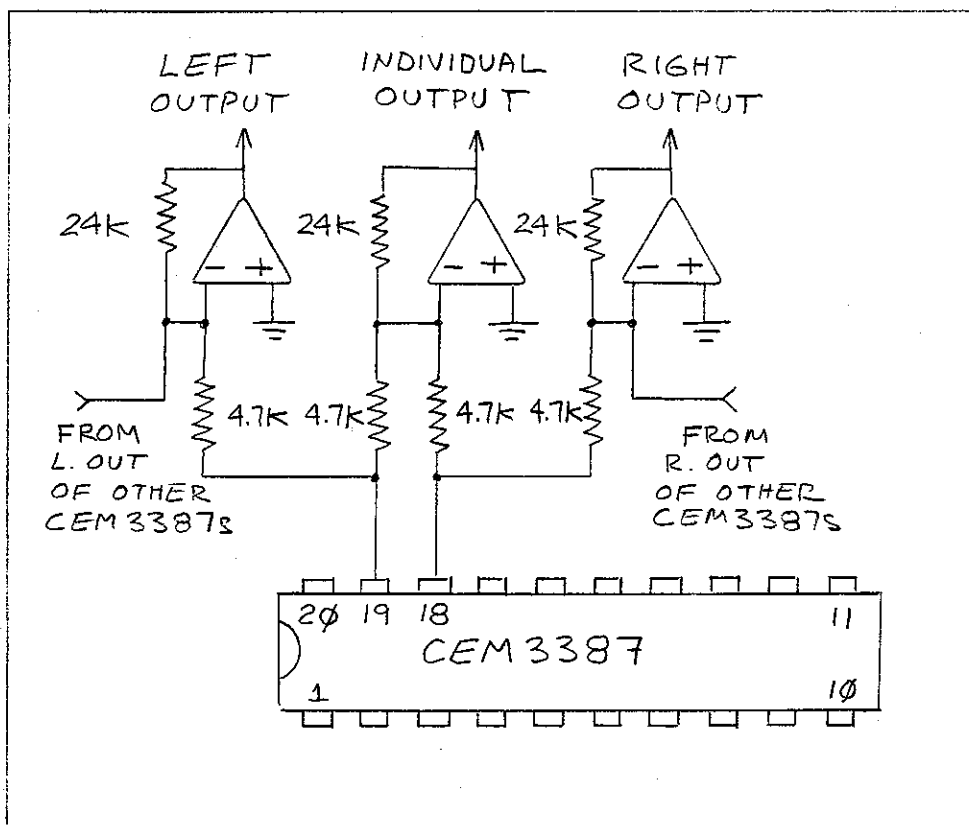 LEFT
OUTPUT
INDIVIDUAL
OUTPUT
RIGHT
OUTPUT
24K
24K
24K
- +
- +
- +
4.7K
4.7K
4.7K
4.7K
FROM
L. OUT
OF OTHER
CEM3387s
FROM
R. OUT
OF OTHER
CEM3387s
20
19
18
11
CEM3387
1
10